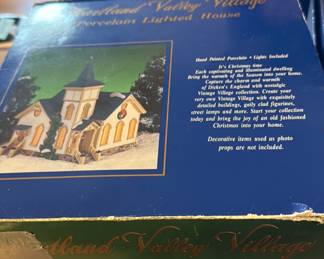 Heartland Valley Village
Porcelain Lighted House
Hand Painted Porcelain • Lights Included
It's Christmas time
Each captivating and illuminated dwelling
Bring the warmth of the Season into your home.
Capture the charm and warmth
of Dicken's England with nostalgic
Vintage Village collection. Create your
very own Vintage Village with exquisitely
detailed buildings, gaily clad figurines,
street lamps and more. Start your collection
today and bring the joy of an old fashioned
Christmas into your home.
Decorative items used as photo
props are not included.
Valley Village